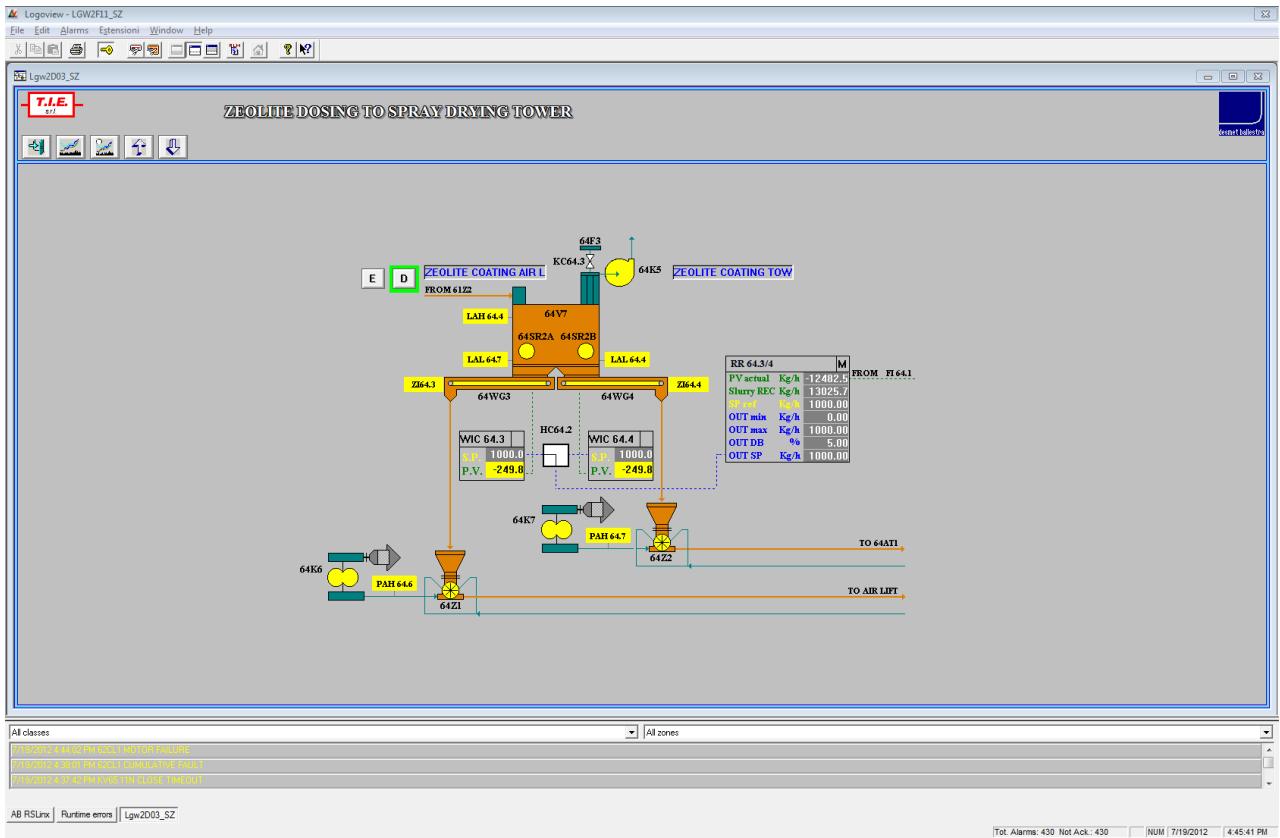 Logoview - LGW2F11_SZ
File Edit Alarms Estensioni Window Help
Lgw2D03_SZ
T.I.E.
srl
ZEOLITE DOSING TO SPRAY DRYING TOWER
desmet ballestra
64F3
KC64.3
64K5
E D ZEOLITE COATING AIR L
ZEOLITE COATING TOW
FROM 61Z2
LAH 64.4
64V7
64SR2A 64SR2B
LAL 64.7
LAL 64.4
ZI64.3
ZI64.4
64WG3
64WG4
RR 64.3/4 M
PV actual Kg/h -12482.5
FROM FI 64.1
Slurry REC Kg/h 13025.7
SP ref Kg/h 1000.00
OUT min Kg/h 0.00
OUT max Kg/h 1000.00
OUT DB % 5.00
OUT SP Kg/h 1000.00
HC64.2
WIC 64.3
S.P. 1000.0
P.V. -249.8
WIC 64.4
S.P. 1000.0
P.V. -249.8
64K7
PAH 64.7
64Z2
TO 64AT1
64K6
PAH 64.6
64Z1
TO AIR LIFT
All classes
All zones
7/19/2012 4:44:02 PM 62CL1 MOTOR FAILURE
7/19/2012 4:38:01 PM 62CL1 CUMULATIVE FAULT
7/19/2012 4:37:42 PM KV65.11N CLOSE TIMEOUT
AB RSLinx Runtime errors Lgw2D03_SZ
Tot. Alarms: 430 Not Ack.: 430 NUM 7/19/2012 4:45:41 PM